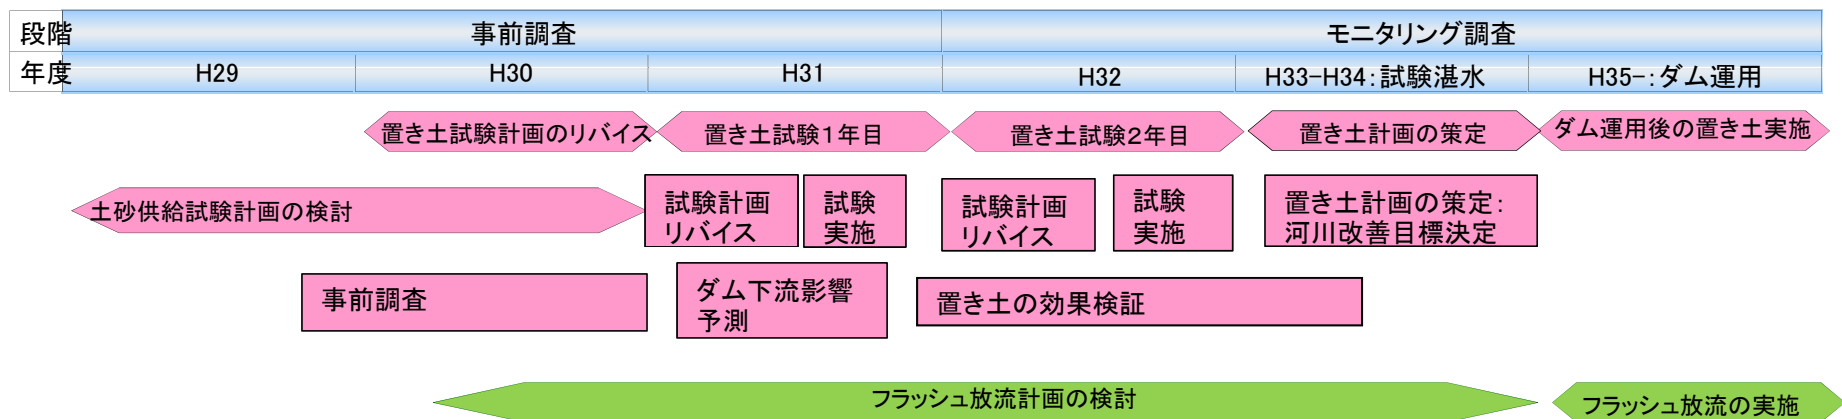 段階 事前調査 モニタリング調査
年度 H29 H30 H31 H32 H33-H34：試験湛水 H35-：ダム運用
置き土試験計画のリバイス 置き土試験１年目 置き土試験２年目 置き土計画の策定 ダム運用後の置き土実施
土砂供給試験計画の検討
試験計画
リバイス
試験
実施
試験計画
リバイス
試験
実施
置き土計画の策定：
河川改善目標決定
事前調査
ダム下流影響
予測
置き土の効果検証
フラッシュ放流計画の検討 フラッシュ放流の実施